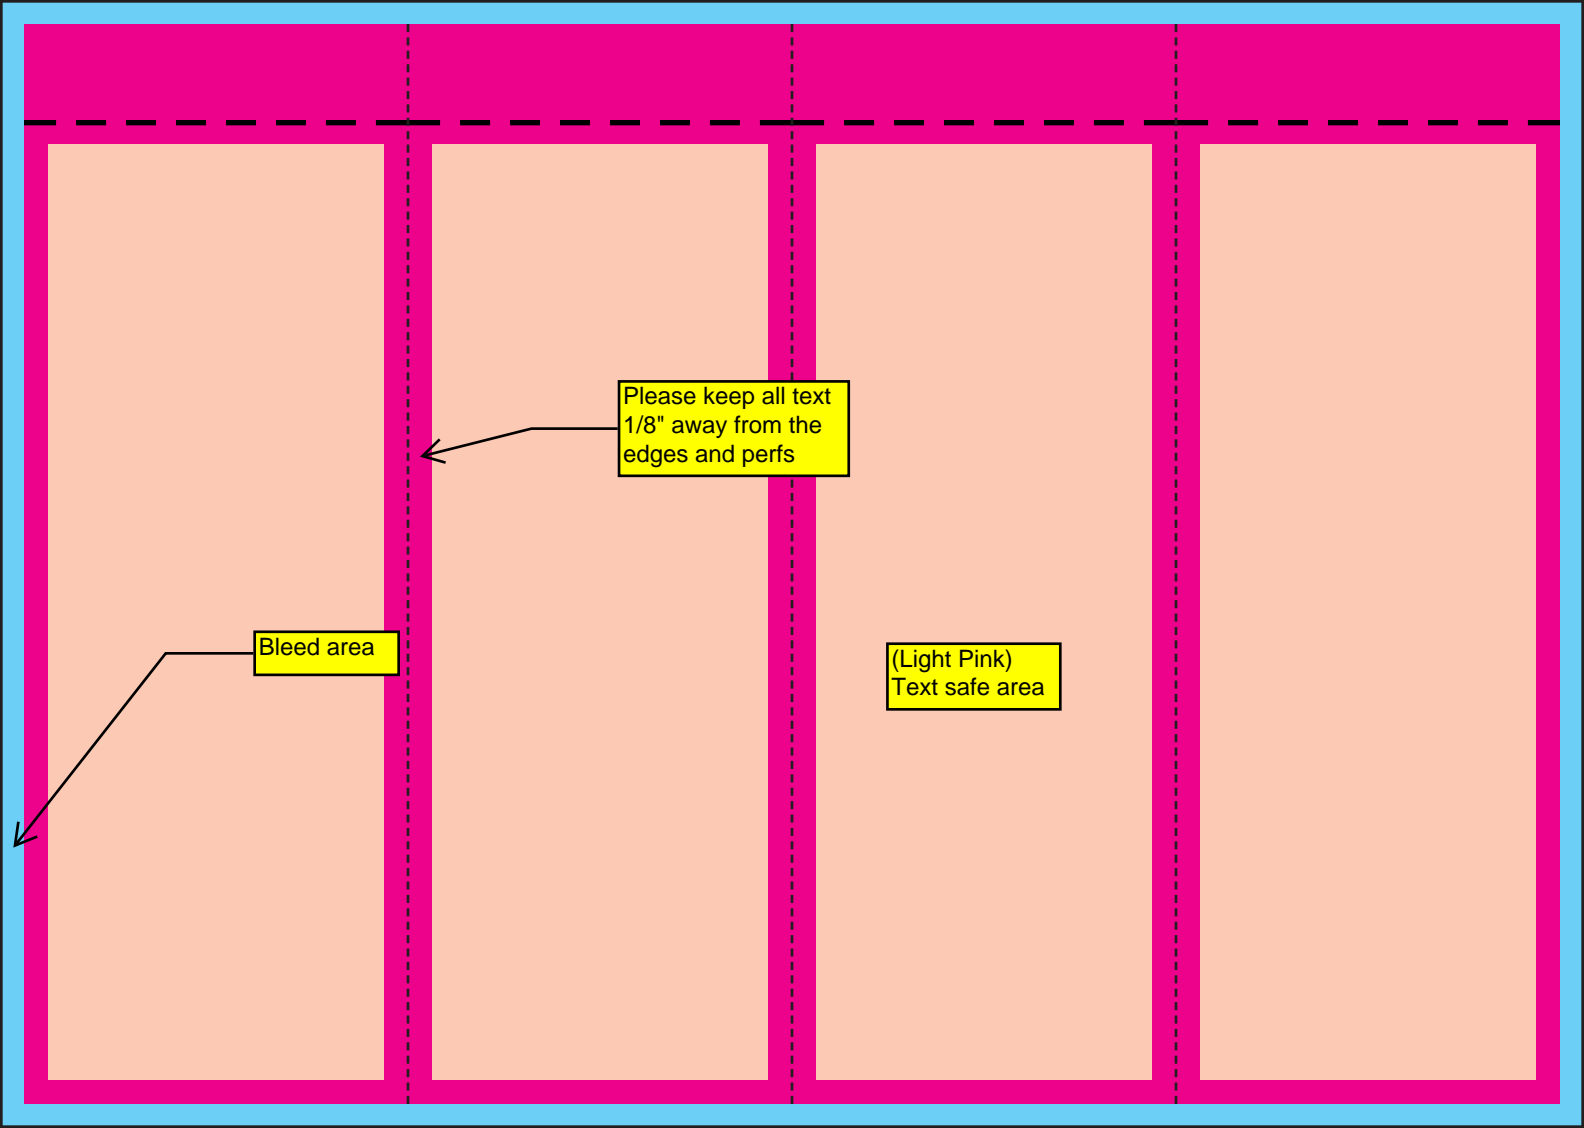 Please keep all text
1/8" away from the
edges and perfs
Bleed area
(Light Pink)
Text safe area